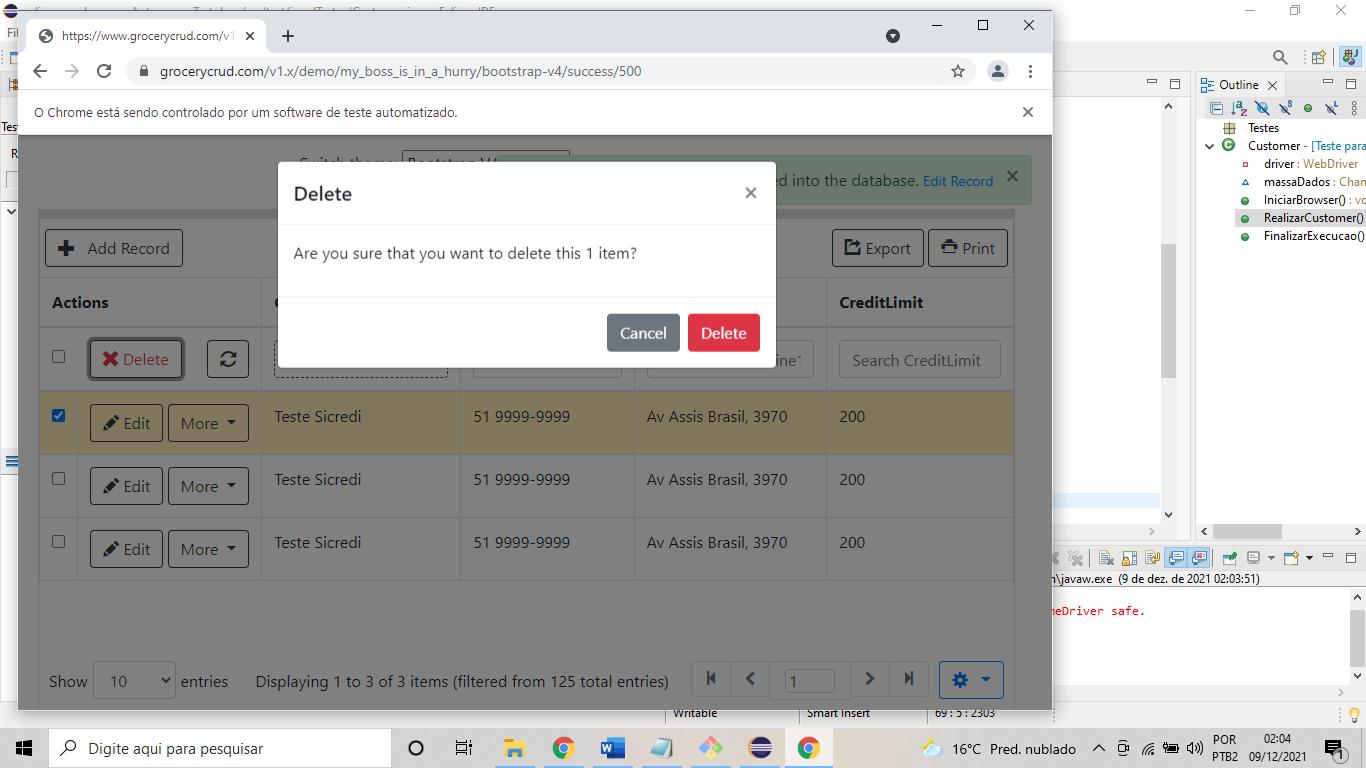 https://www.grocerycrud.com/v1
grocerycrud.com/v1.x/demo/my_boss_is_in_a_hurry/bootstrap-v4/success/500
O Chrome está sendo controlado por um software de teste automatizado.
into the database. Edit Record
Delete
Are you sure that you want to delete this 1 item?
Cancel
Delete
Add Record
Export
Print
Actions
CreditLimit
Delete
Search CreditLimit
Edit More Teste Sicredi 51 9999-9999 Av Assis Brasil, 3970 200
Edit More Teste Sicredi 51 9999-9999 Av Assis Brasil, 3970 200
Edit More Teste Sicredi 51 9999-9999 Av Assis Brasil, 3970 200
Show 10 entries Displaying 1 to 3 of 3 items (filtered from 125 total entries) 1
Outline
Testes
Customer - [Teste para
driver : WebDriver
massaDados : Cham
IniciarBrowser() : vo
RealizarCustomer()
FinalizarExecucao()
n\javaw.exe (9 de dez. de 2021 02:03:51)
meDriver safe.
Writable Smart Insert 69 : 5 : 2303
Digite aqui para pesquisar
16°C Pred. nublado
POR
PTB2
02:04
09/12/2021
1